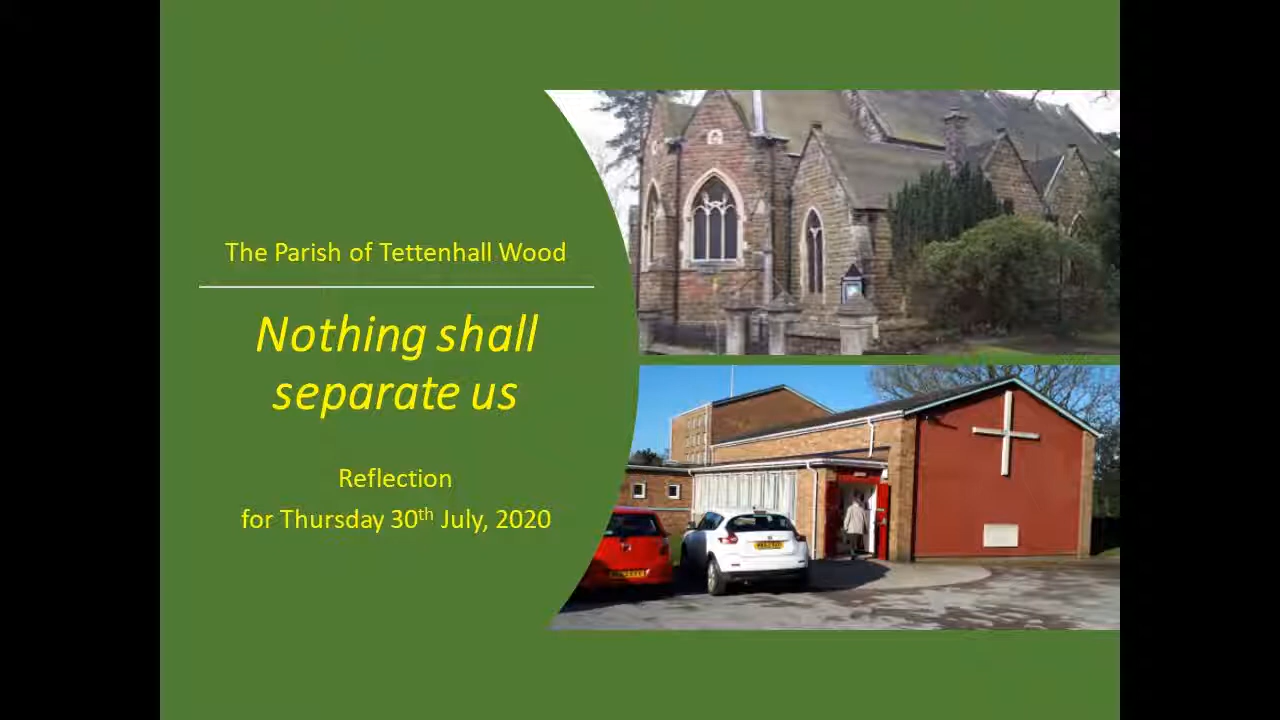 The Parish of Tettenhall Wood
Nothing shall
separate us
Reflection
for Thursday 30th July, 2020